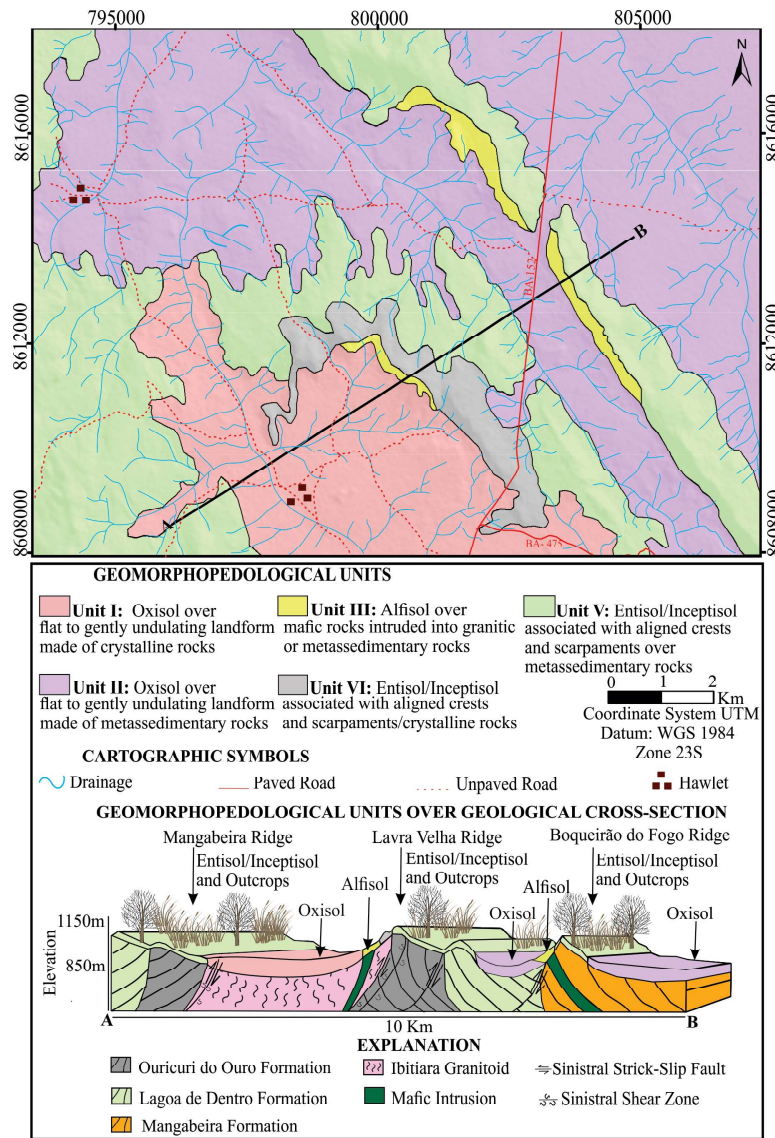 795000
800000
805000
8616000
8616000
N
B
BA-152
8612000
8612000
A
8608000
8608000
BA-475
GEOMORPHOPEDOLOGICAL UNITS
Unit I: Oxisol over
flat to gently undulating landform
made of crystalline rocks
Unit III: Alfisol over
mafic rocks intruded into granitic
or metassedimentary rocks
Unit V: Entisol/Inceptisol
associated with aligned crests
and scarpaments over
metassedimentary rocks
Unit II: Oxisol over
flat to gently undulating landform
made of metassedimentary rocks
Unit VI: Entisol/Inceptisol
associated with aligned crests
and scarpaments/crystalline rocks
0 1 2
Km
Coordinate System UTM
Datum: WGS 1984
Zone 23S
CARTOGRAPHIC SYMBOLS
Drainage
Paved Road
Unpaved Road
Hawlet
GEOMORPHOPEDOLOGICAL UNITS OVER GEOLOGICAL CROSS-SECTION
Mangabeira Ridge
Lavra Velha Ridge
Boqueirão do Fogo Ridge
Entisol/Inceptisol
and Outcrops
Entisol/Inceptisol
and Outcrops
Entisol/Inceptisol
and Outcrops
Alfisol
Alfisol
Oxisol
Oxisol
Oxisol
1150m
850m
Elevation
A
B
10 Km
EXPLANATION
Ouricuri do Ouro Formation
Ibitiara Granitoid
Sinistral Strick-Slip Fault
Lagoa de Dentro Formation
Mafic Intrusion
Sinistral Shear Zone
Mangabeira Formation